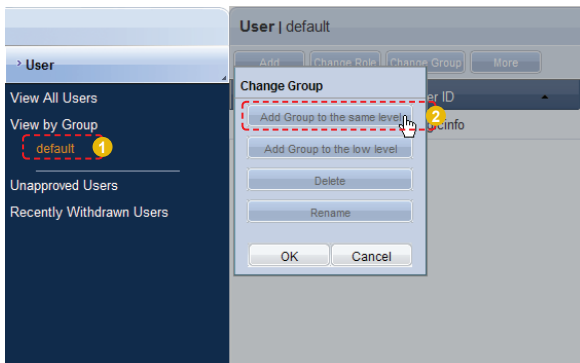 User | default
› User
Add Change Role Change Group More
Change Group
View All Users
er ID
Add Group to the same level
2
View by Group
default 1
Add Group to the low level
Unapproved Users
Delete
Recently Withdrawn Users
Rename
OK Cancel